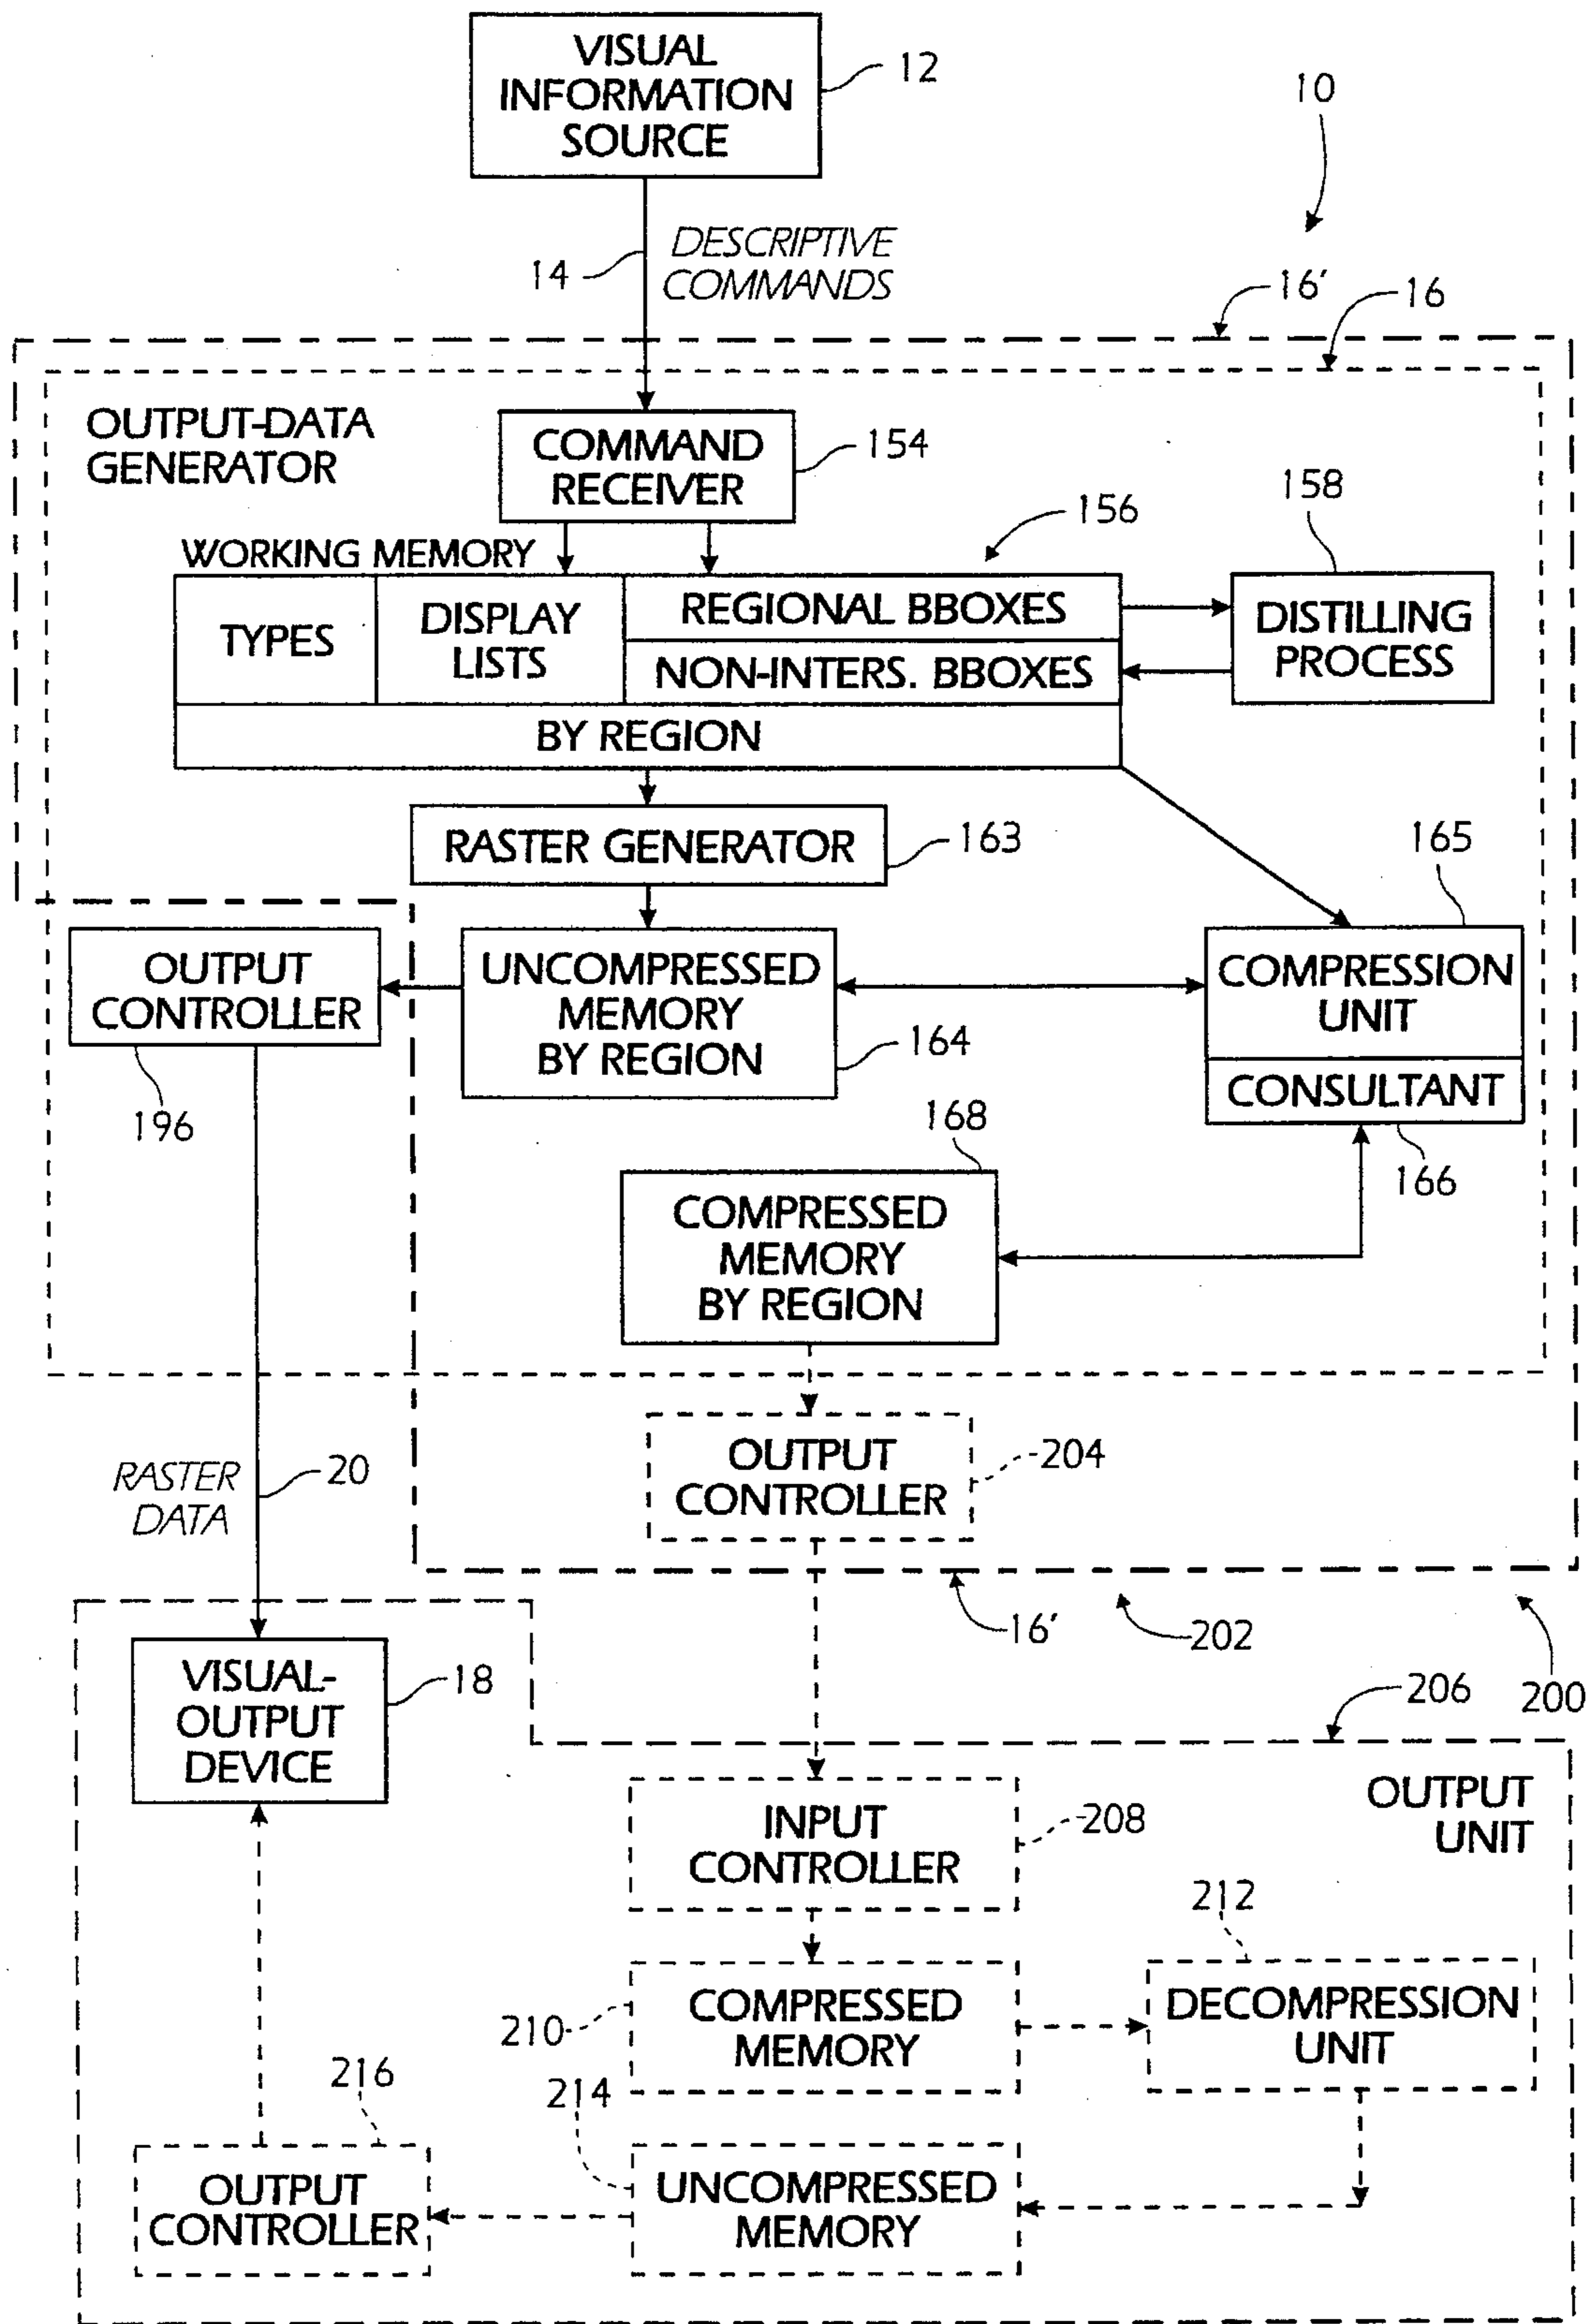 VISUAL
INFORMATION
SOURCE
12
10
14
DESCRIPTIVE
COMMANDS
16′
16
OUTPUT-DATA
GENERATOR
COMMAND
RECEIVER
154
156
158
WORKING MEMORY
TYPES
DISPLAY
LISTS
REGIONAL BBOXES
NON-INTERS. BBOXES
BY REGION
DISTILLING
PROCESS
RASTER GENERATOR
163
165
OUTPUT
CONTROLLER
196
UNCOMPRESSED
MEMORY
BY REGION
164
COMPRESSION
UNIT
CONSULTANT
166
168
COMPRESSED
MEMORY
BY REGION
OUTPUT
CONTROLLER
204
RASTER
DATA
20
16′
202
200
VISUAL-
OUTPUT
DEVICE
18
206
OUTPUT
UNIT
INPUT
CONTROLLER
208
212
210
COMPRESSED
MEMORY
DECOMPRESSION
UNIT
216
214
OUTPUT
CONTROLLER
UNCOMPRESSED
MEMORY